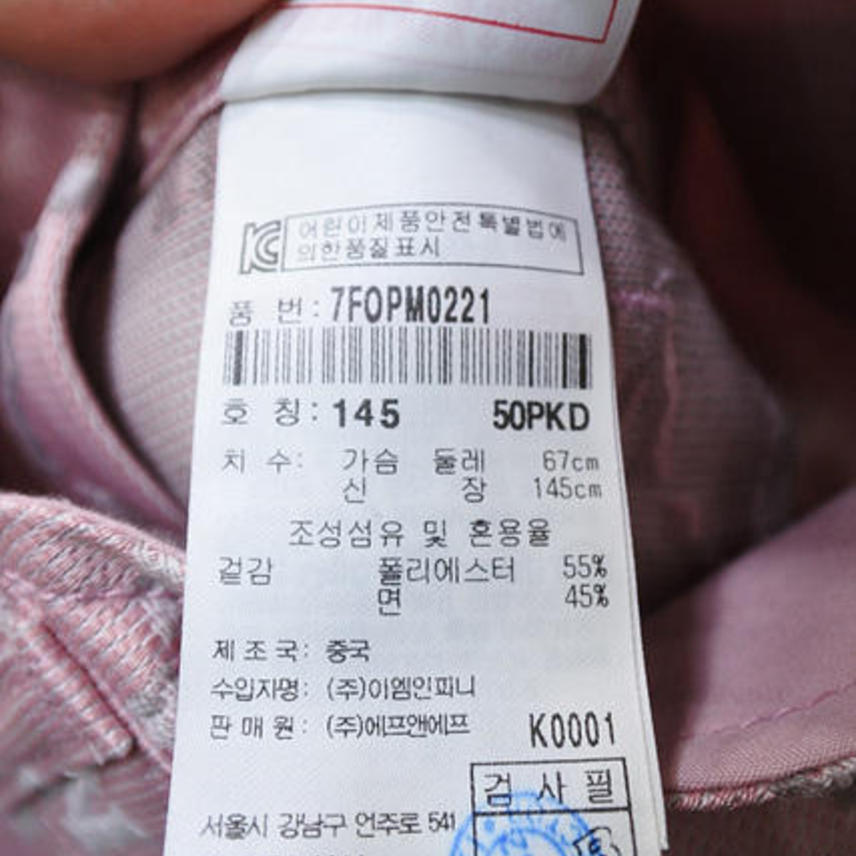 KC 어린이제품안전특별법에
의한품질표시
품 번: 7FOPM0221
호 칭: 145 50PKD
치 수: 가슴 둘레 67cm
신 장 145cm
조성섬유 및 혼용율
겉감 폴리에스터 55%
면 45%
제 조 국: 중국
수입자명: (주)이엠인피니
판 매 원: (주)에프앤에프
K0001
검 사 필
서울시 강남구 언주로 541